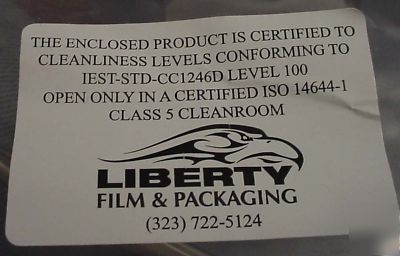 THE ENCLOSED PRODUCT IS CERTIFIED TO
CLEANLINESS LEVELS CONFORMING TO
IEST-STD-CC1246D LEVEL 100
OPEN ONLY IN A CERTIFIED ISO 14644-1
CLASS 5 CLEANROOM
LIBERTY
FILM & PACKAGING
(323) 722-5124